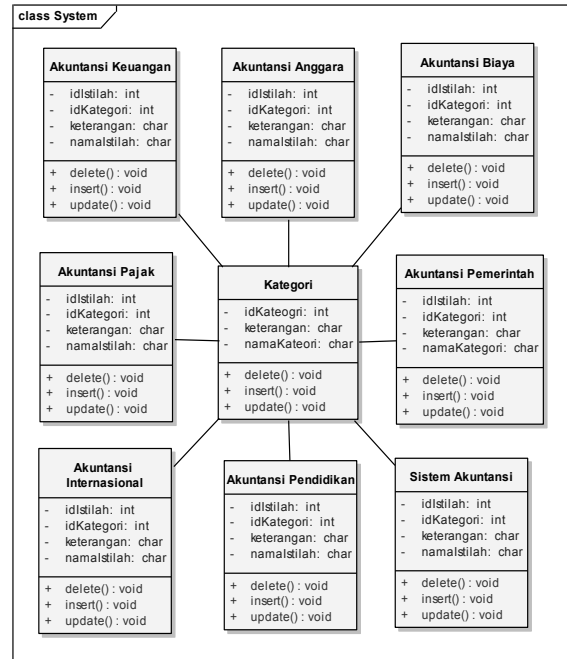 class System
Akuntansi Keuangan
- idIstilah: int
- idKategori: int
- keterangan: char
- namaIstilah: char
+ delete() : void
+ insert() : void
+ update() : void
Akuntansi Anggara
- idIstilah: int
- idKategori: int
- keterangan: char
- namaIstilah: char
+ delete() : void
+ insert() : void
+ update() : void
Akuntansi Biaya
- idIstilah: int
- idKategori: int
- keterangan: char
- namaIstilah: char
+ delete() : void
+ insert() : void
+ update() : void
Akuntansi Pajak
- idIstilah: int
- idKategori: int
- keterangan: char
- namaIstilah: char
+ delete() : void
+ insert() : void
+ update() : void
Kategori
- idKateogri: int
- keterangan: char
- namaKateori: char
+ delete() : void
+ insert() : void
+ update() : void
Akuntansi Pemerintah
- idIstilah: int
- idKategori: int
- keterangan: char
- namaKategori: char
+ delete() : void
+ insert() : void
+ update() : void
Akuntansi
Internasional
- idIstilah: int
- idKategori: int
- keterangan: char
- namaIstilah: char
+ delete() : void
+ insert() : void
+ update() : void
Akuntansi Pendidikan
- idIstilah: int
- idKategori: int
- keterangan: char
- namaIstilah: char
+ delete() : void
+ insert() : void
+ update() : void
Sistem Akuntansi
- idIstilah: int
- idKategori: int
- keterangan: char
- namaIstilah: char
+ delete() : void
+ insert() : void
+ update() : void